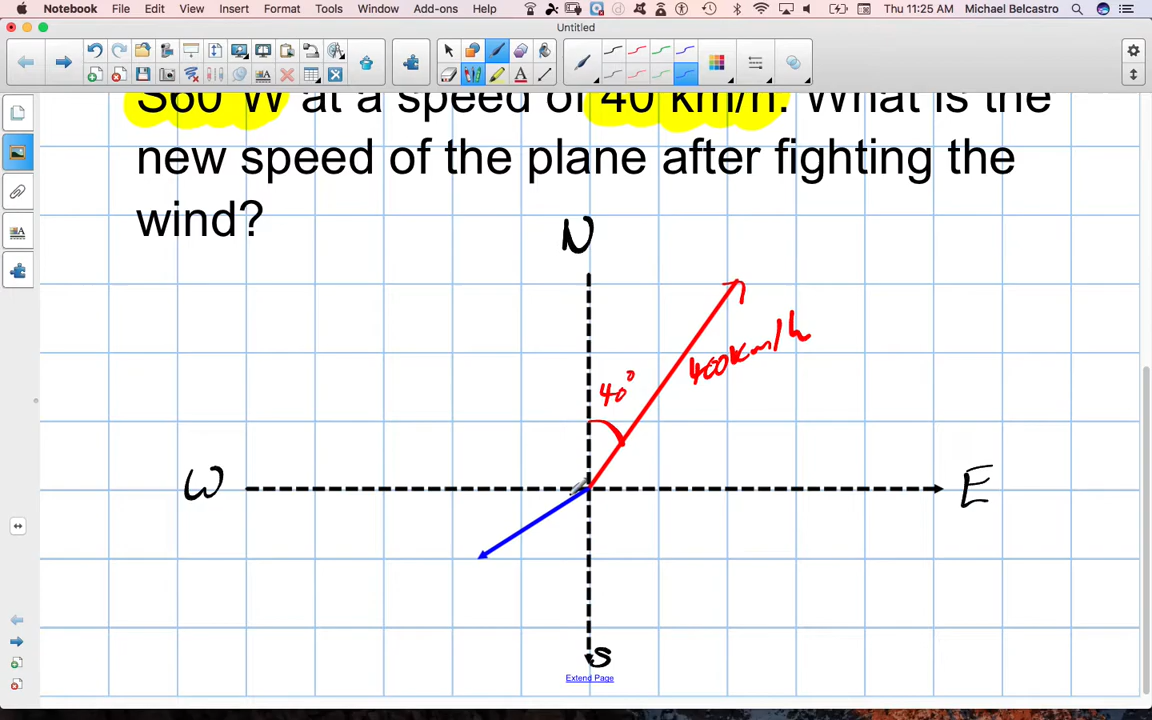 Notebook File Edit View Insert Format Tools Window Add-ons Help Thu 11:25 AM Michael Belcastro
Untitled
S60°W at a speed of 40 km/h. What is the
new speed of the plane after fighting the
wind?
N
400km/h
40°
W
E
S
Extend Page